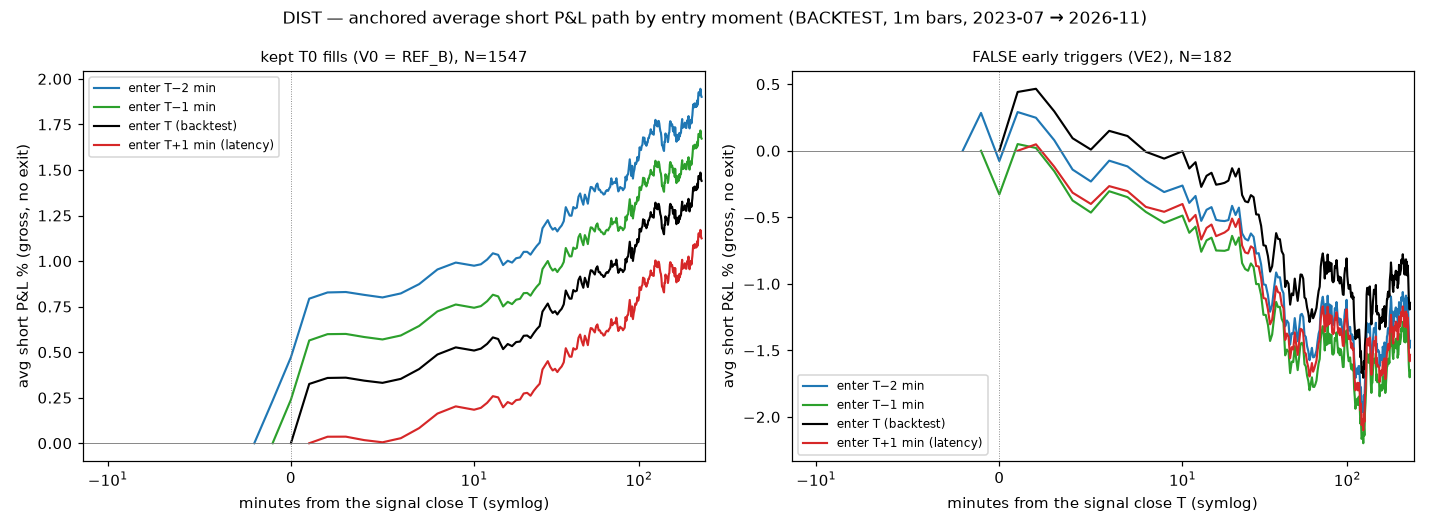 DIST — anchored average short P&L path by entry moment (BACKTEST, 1m bars, 2023-07 → 2026-11)
kept T0 fills (V0 = REF_B), N=1547
avg short P&L % (gross, no exit)
2.00
1.75
1.50
1.25
1.00
0.75
0.50
0.25
0.00
enter T−2 min
enter T−1 min
enter T (backtest)
enter T+1 min (latency)
−10¹
0
10¹
10²
minutes from the signal close T (symlog)
FALSE early triggers (VE2), N=182
avg short P&L % (gross, no exit)
0.5
0.0
−0.5
−1.0
−1.5
−2.0
enter T−2 min
enter T−1 min
enter T (backtest)
enter T+1 min (latency)
−10¹
0
10¹
10²
minutes from the signal close T (symlog)